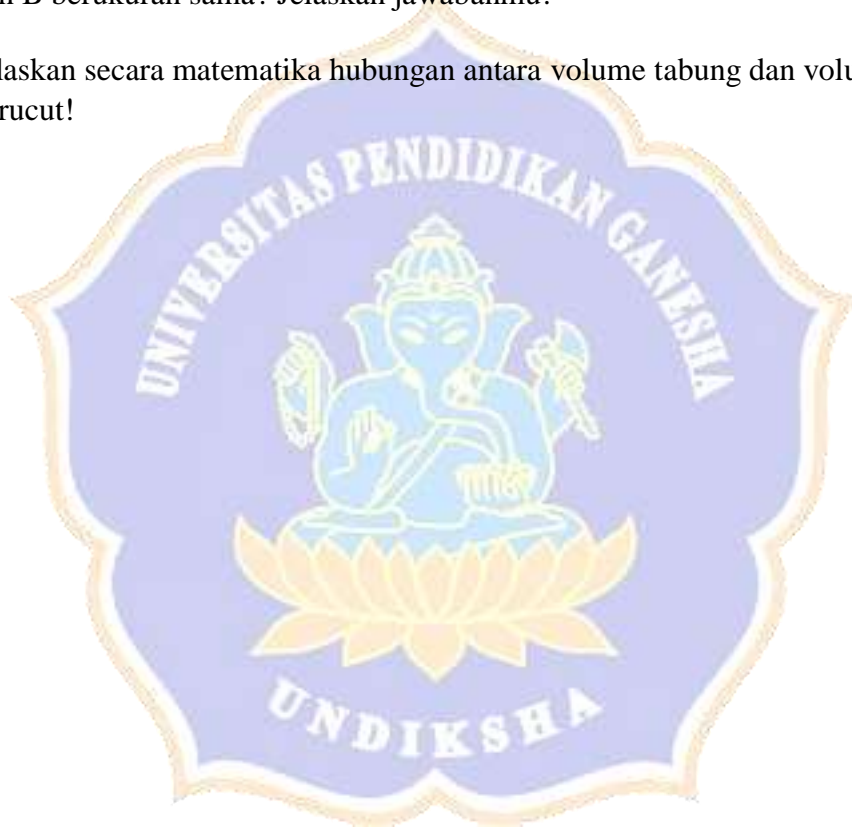 B berukuran sama? Jelaskan jawabanmu!
laskan secara matematika hubungan antara volume tabung dan volu
rucut!
UNIVERSITAS PENDIDIKAN GANESHA
UNDIKSHA